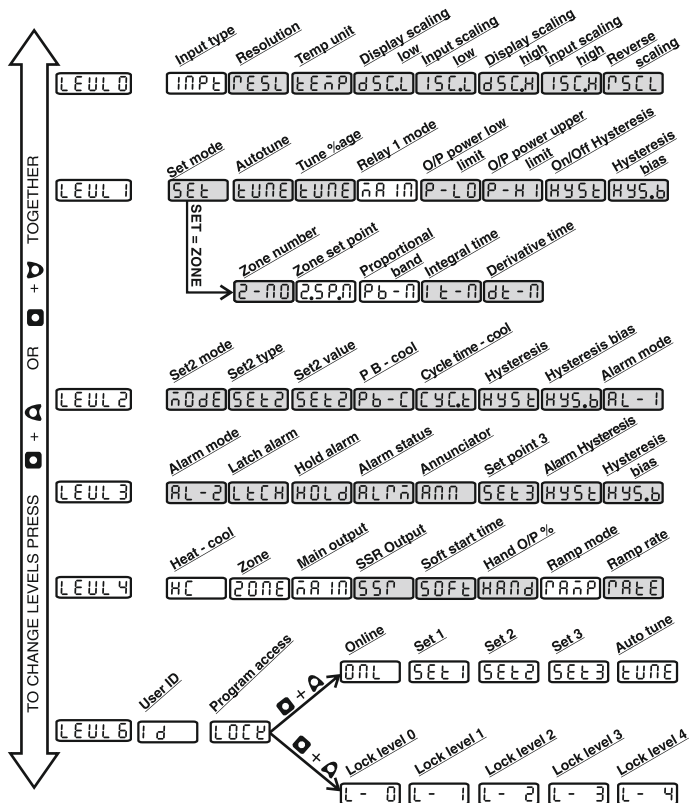 Input type Resolution Temp unit Display scaling low Input scaling low Display scaling high Input scaling high Reverse scaling
LEUL 0 INPt rESL tEmP dSC.L ISC.L dSC.H ISC.H rSCL
Set mode Autotune Tune %age Relay 1 mode O/P power low limit O/P power upper limit On/Off Hysteresis Hysteresis bias
LEUL 1 SEt tUNE tUNE mAIN P-LO P-HI HYSt HYS.b
SET = ZONE
Zone number Zone set point Proportional band Integral time Derivative time
2-NO 2.SP.N Pb-N It-N dt-N
Set2 mode Set2 type Set2 value P B - cool Cycle time - cool Hysteresis Hysteresis bias Alarm mode
LEUL 2 mOdE SEt2 SEt2 Pb-C CYC.t HYSt HYS.b AL-1
Alarm mode Latch alarm Hold alarm Alarm status Annunciator Set point 3 Alarm Hysteresis Hysteresis bias
LEUL 3 AL-2 LtCH HOLd ALrm ANN SEt3 HYSt HYS.b
Heat - cool Zone Main output SSR Output Soft start time Hand O/P % Ramp mode Ramp rate
LEUL 4 HC 2ONE mAIN SSr SOFt HANd rAmP rAtE
Online Set 1 Set 2 Set 3 Auto tune
ONL SEt1 SEt2 SEt3 tUNE
User ID Program access
LEUL 6 Id LOCK
+
+
Lock level 0 Lock level 1 Lock level 2 Lock level 3 Lock level 4
L-0 L-1 L-2 L-3 L-4
TO CHANGE LEVELS PRESS + OR + TOGETHER